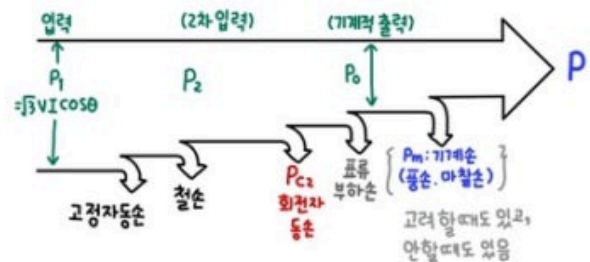 입력 (2차입력) (기계적 출력)
P₁ P₂ P₀ P
=√3VICOSθ
고정자동손 철손 Pc₂ 표류 Pm:기계손
회전자 부하손 (풍손.마찰손)
동손
고려할때도 있고,
안할때도 있음